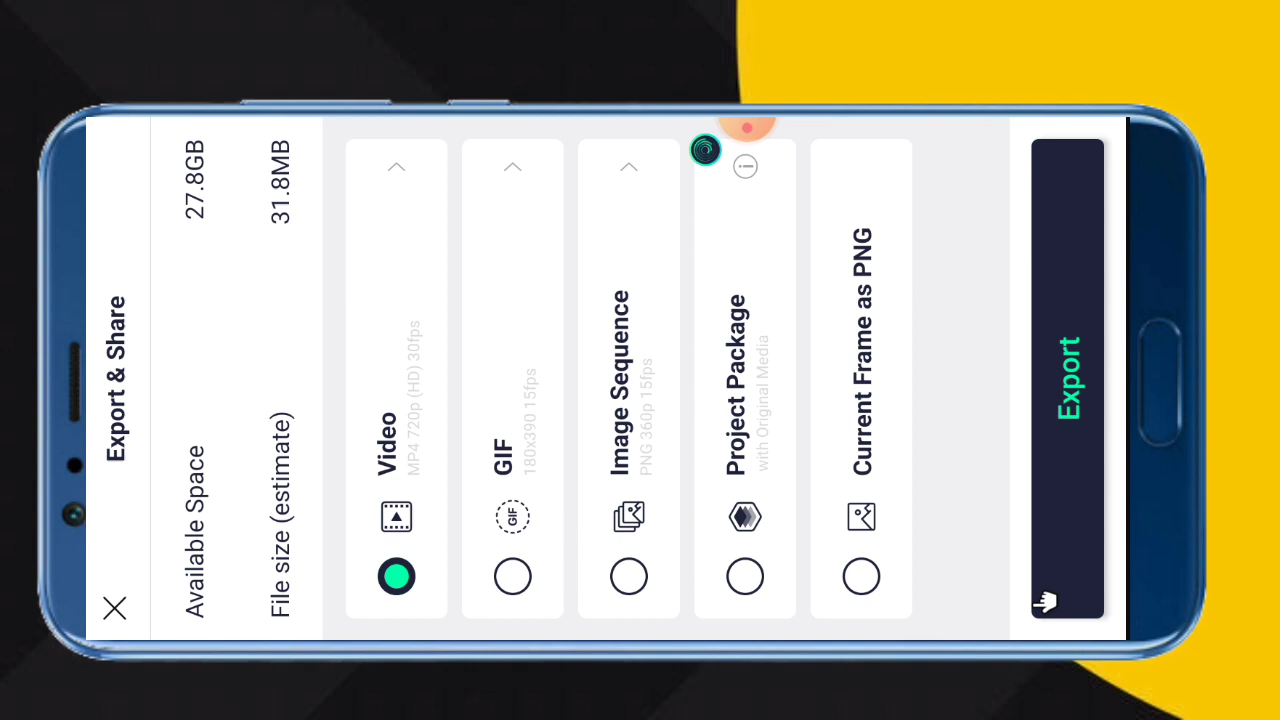 Export & Share
Available Space 27.8GB
File size (estimate) 31.8MB
Video
MP4 720p (HD) 30fps
GIF
GIF
180x390 15fps
Image Sequence
PNG 360p 15fps
Project Package
with Original Media
Current Frame as PNG
Export